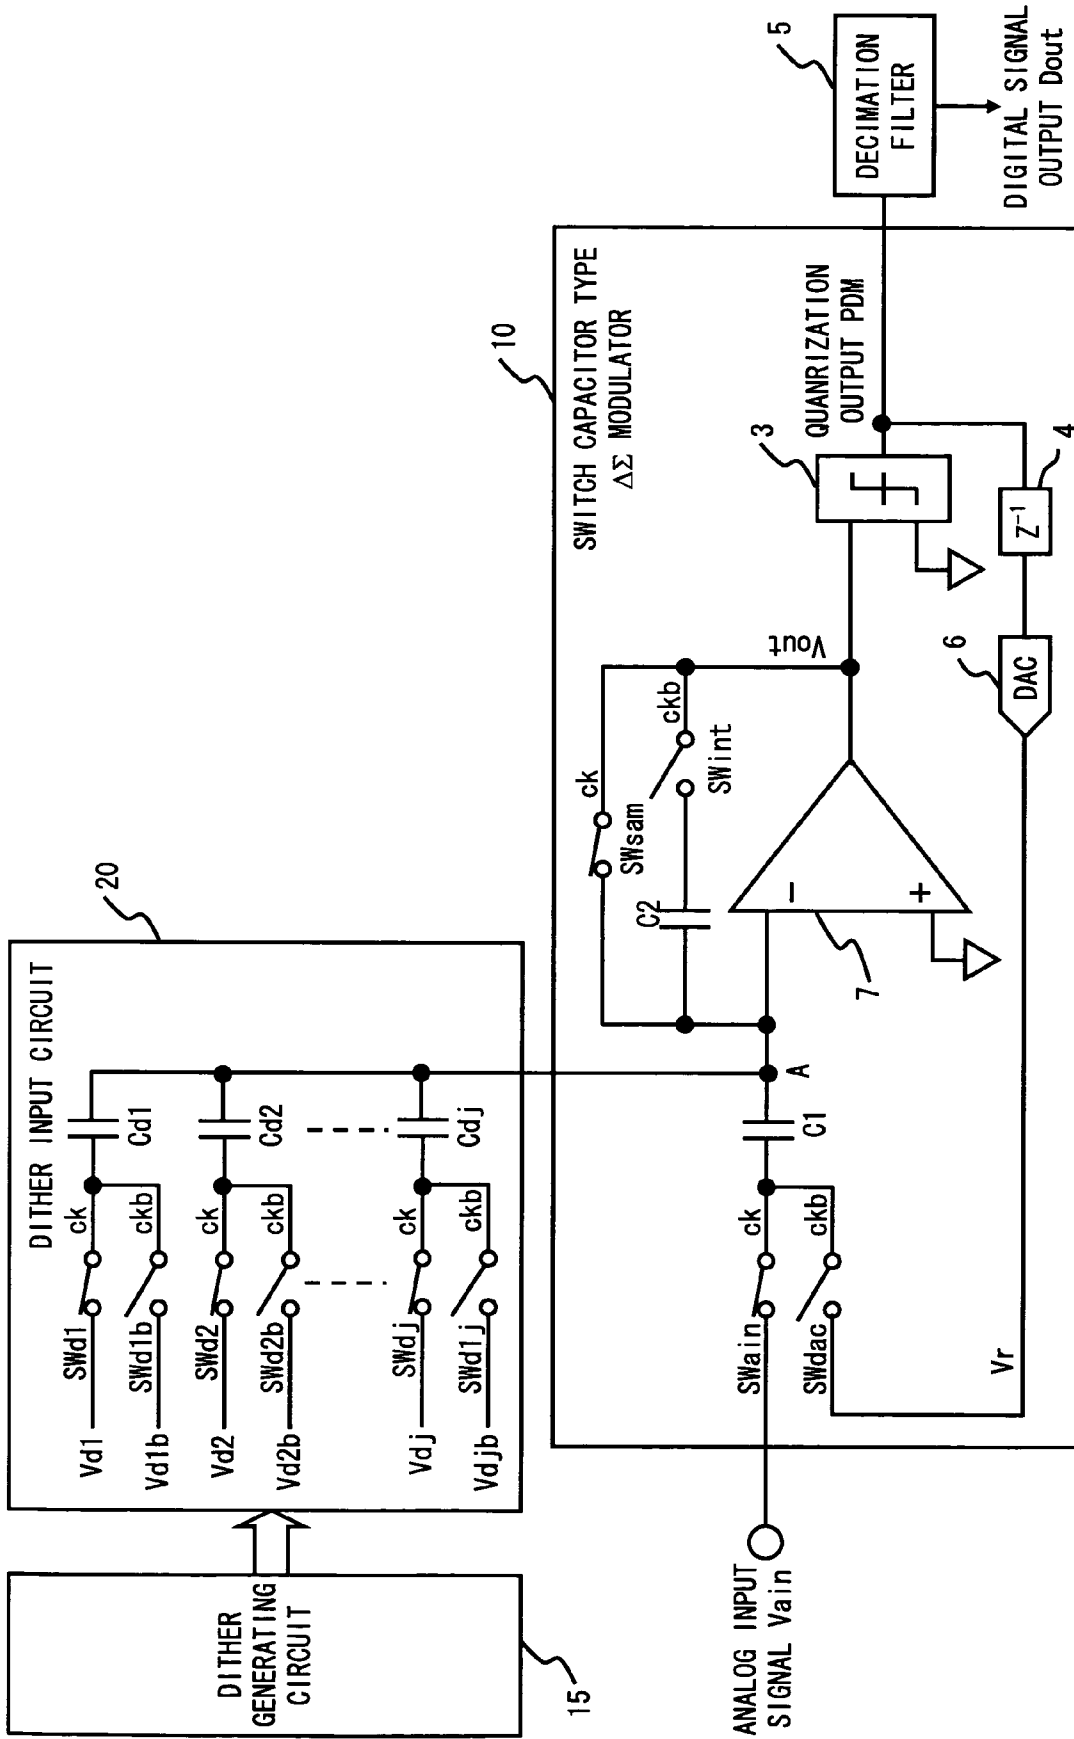 DITHER
GENERATING
CIRCUIT
15
DITHER INPUT CIRCUIT
20
Vd1
SWd1
ck
Cd1
Vd1b
SWd1b
ckb
Vd2
SWd2
ck
Cd2
Vd2b
SWd2b
ckb
Vdj
SWdj
ck
Cdj
Vdjb
SWd1j
ckb
SWITCH CAPACITOR TYPE
ΔΣ MODULATOR
10
ck
SWsam
ckb
SWint
C2
Vout
ANALOG INPUT
SIGNAL Vain
SWain
ck
SWdac
ckb
C1
A
7
−
+
3
QUANRIZATION
OUTPUT PDM
Z⁻¹
4
DAC
6
Vr
DECIMATION
FILTER
5
DIGITAL SIGNAL
OUTPUT Dout